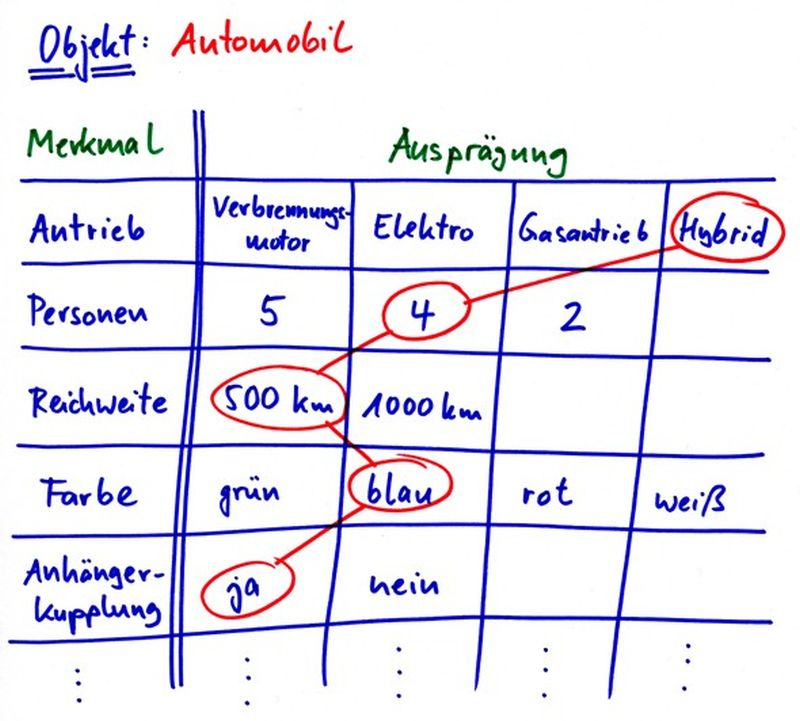 Objekt: Automobil
Merkmal Ausprägung
Antrieb Verbrennungs-motor Elektro Gasantrieb Hybrid
Personen 5 4 2
Reichweite 500 km 1000 km
Farbe grün blau rot weiß
Anhänger-kupplung ja nein
⋮ ⋮ ⋮ ⋮ ⋮